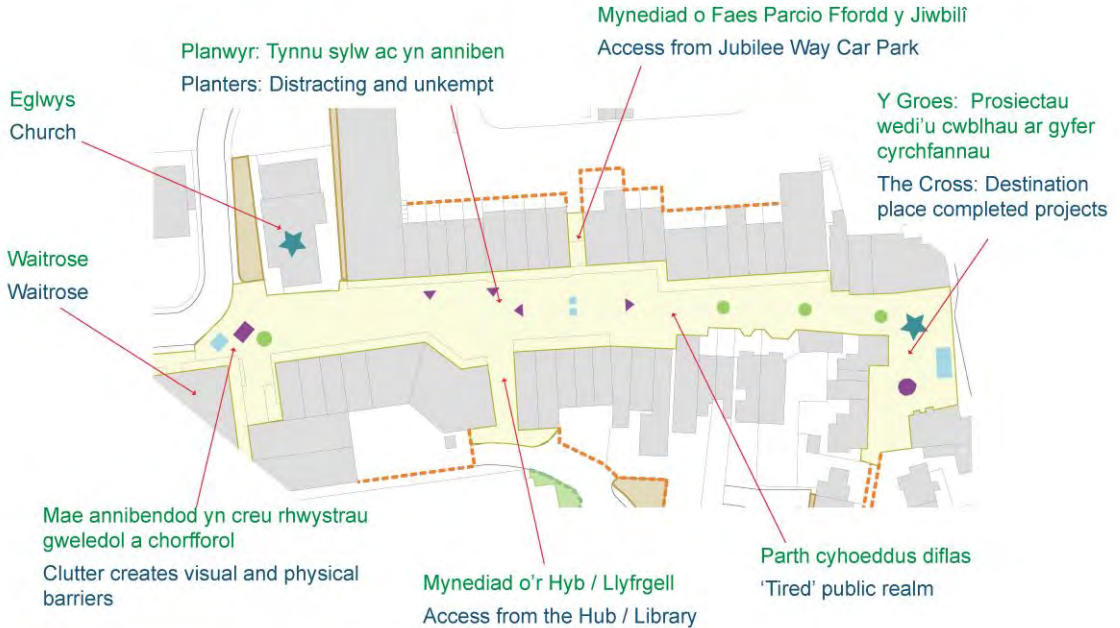 Mynediad o Faes Parcio Ffordd y Jiwbilî
Access from Jubilee Way Car Park
Planwyr: Tynnu sylw ac yn anniben
Planters: Distracting and unkempt
Eglwys
Church
Y Groes: Prosiectau
wedi'u cwblhau ar gyfer
cyrchfannau
The Cross: Destination
place completed projects
Waitrose
Waitrose
Mae annibendod yn creu rhwystrau
gweledol a chorfforol
Clutter creates visual and physical
barriers
Mynediad o'r Hyb / Llyfrgell
Access from the Hub / Library
Parth cyhoeddus diflas
‘Tired’ public realm